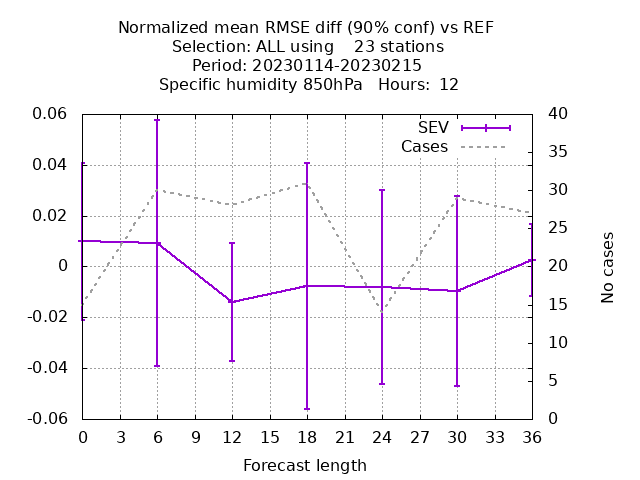 Normalized mean RMSE diff (90% conf) vs REF
Selection: ALL using    23 stations
Period: 20230114-20230215
Specific humidity 850hPa   Hours:  12
SEV
Cases
0.06
0.04
0.02
0
-0.02
-0.04
-0.06
40
35
30
25
20
15
10
5
0
No cases
0 3 6 9 12 15 18 21 24 27 30 33 36
Forecast length